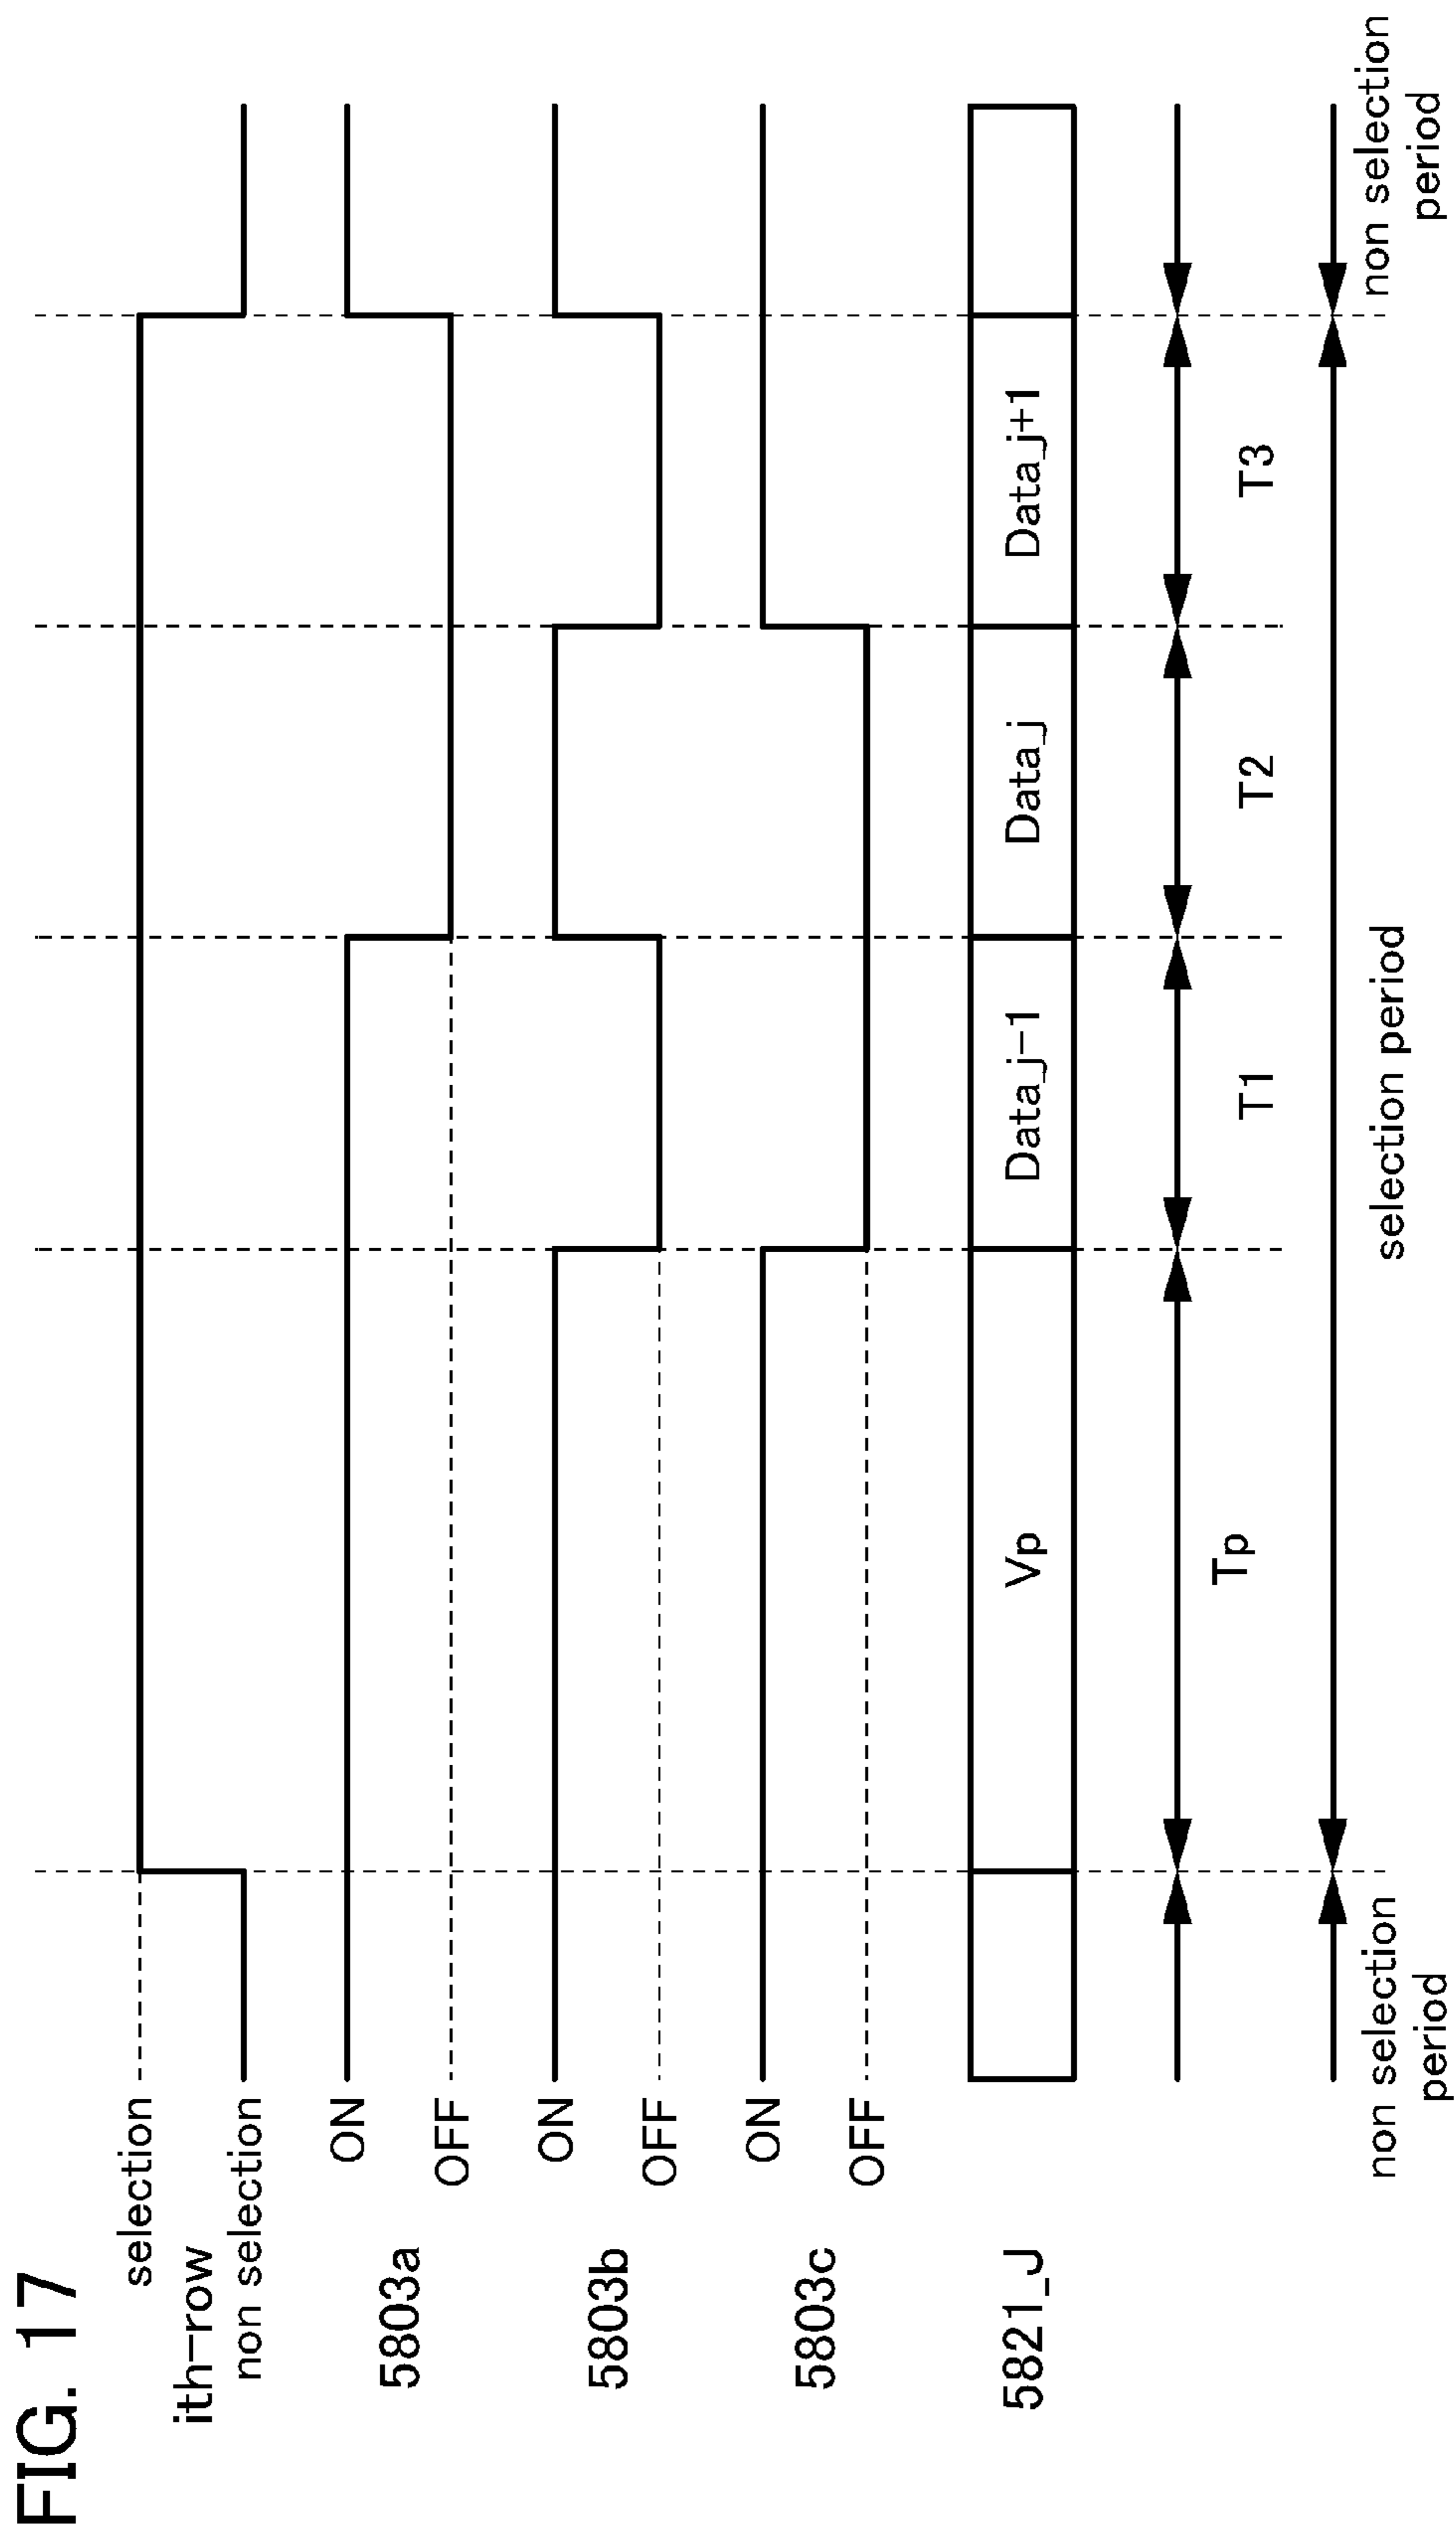 FIG. 17
selection
ith-row
non selection
5803a
ON
OFF
5803b
ON
OFF
5803c
ON
OFF
5821_J
Vp
Data_j-1
Data_j
Data_j+1
Tp
T1
T2
T3
non selection
period
selection period
non selection
period